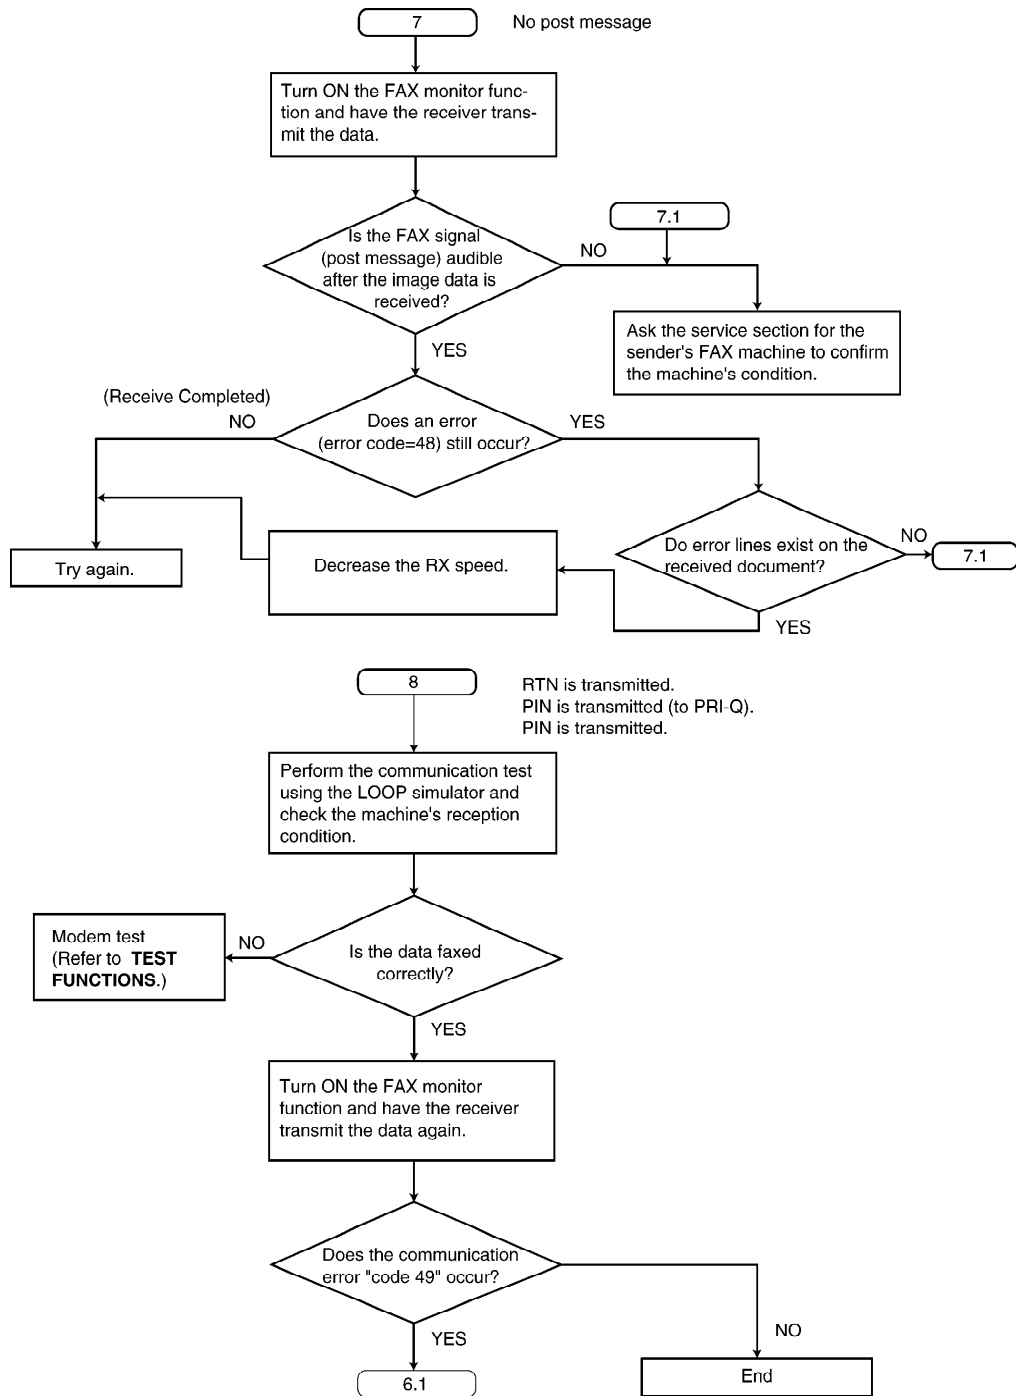 7
No post message
Turn ON the FAX monitor func-
tion and have the receiver trans-
mit the data.
7.1
Is the FAX signal
(post message) audible
after the image data is
received?
NO
Ask the service section for the
sender's FAX machine to confirm
the machine's condition.
YES
(Receive Completed)
NO
Does an error
(error code=48) still occur?
YES
Do error lines exist on the
received document?
NO
7.1
Decrease the RX speed.
Try again.
YES
8
RTN is transmitted.
PIN is transmitted (to PRI-Q).
PIN is transmitted.
Perform the communication test
using the LOOP simulator and
check the machine's reception
condition.
Modem test
(Refer to TEST
FUNCTIONS.)
NO
Is the data faxed
correctly?
YES
Turn ON the FAX monitor
function and have the receiver
transmit the data again.
Does the communication
error "code 49" occur?
YES
NO
6.1
End